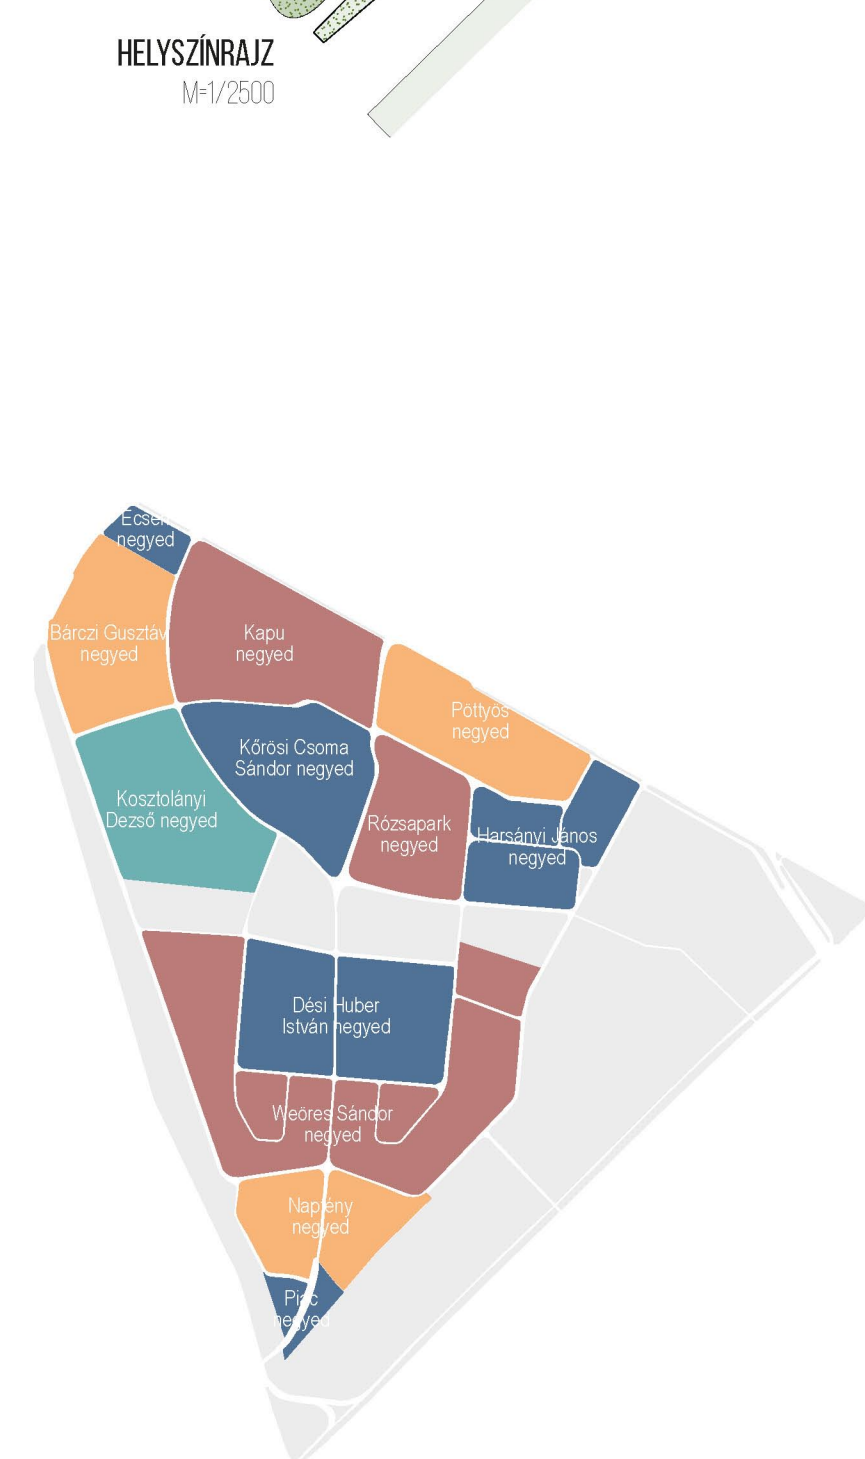 HELYSZÍNRAJZ
M=1/2500
negyed
Bárczi Gusztáv
negyed
Kapu
negyed
Pöttyös
negyed
Kőrösi Csoma
Sándor negyed
Kosztolányi
Dezső negyed
Rózsapark
negyed
Harsányi János
negyed
Dési Huber
István negyed
Weöres Sándor
negyed
Napfény
negyed
Piac
negyed